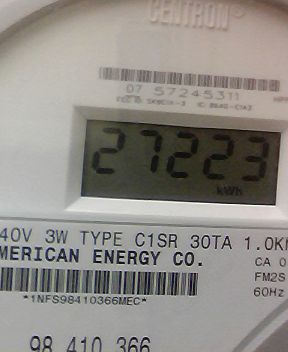 CENTRON®
07 57245311
27223
kWh
40V 3W TYPE C1SR 30TA 1.0K
MERICAN ENERGY CO.
CA 0
FM2S
*1NFS98410366MEC*
60Hz
98 410 366